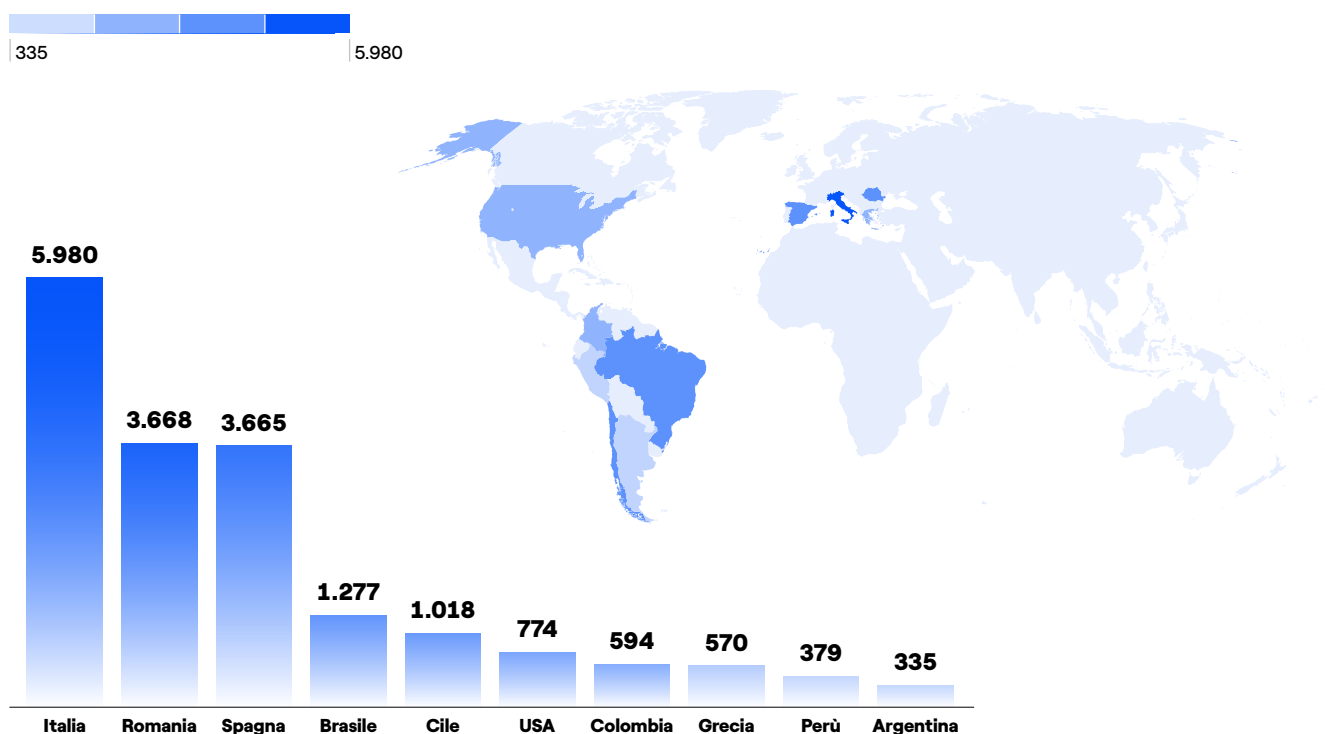 335
5.980
5.980
3.668
3.665
1.277
1.018
774
594
570
379
335
Italia
Romania
Spagna
Brasile
Cile
USA
Colombia
Grecia
Perù
Argentina